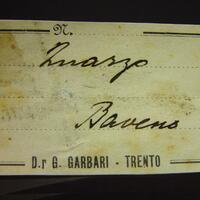 N.
Quarzo
Baveno
D.r G. GARBARI - TRENTO